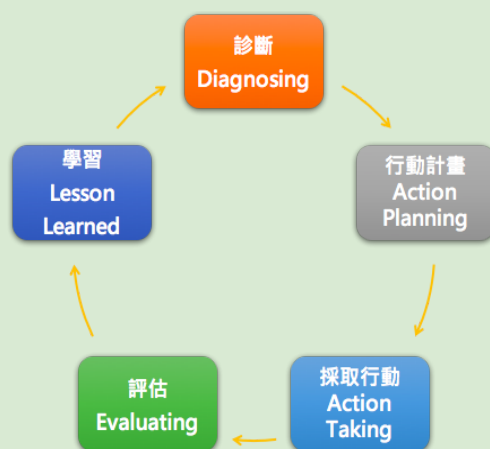 診斷
Diagnosing
行動計畫
Action
Planning
採取行動
Action
Taking
評估
Evaluating
學習
Lesson
Learned